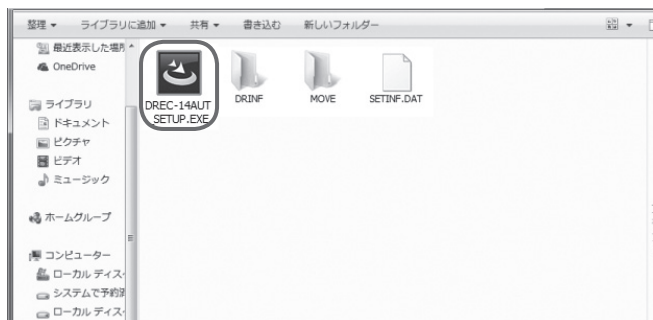 整理 ライブラリに追加 共有 書き込む 新しいフォルダー
最近表示した場所
OneDrive
ライブラリ
ドキュメント
ピクチャ
ビデオ
ミュージック
ホームグループ
コンピューター
ローカル ディス
システムで予約済
ローカル ディス
DREC-14AUT
SETUP.EXE
DRINF
MOVE
SETINF.DAT